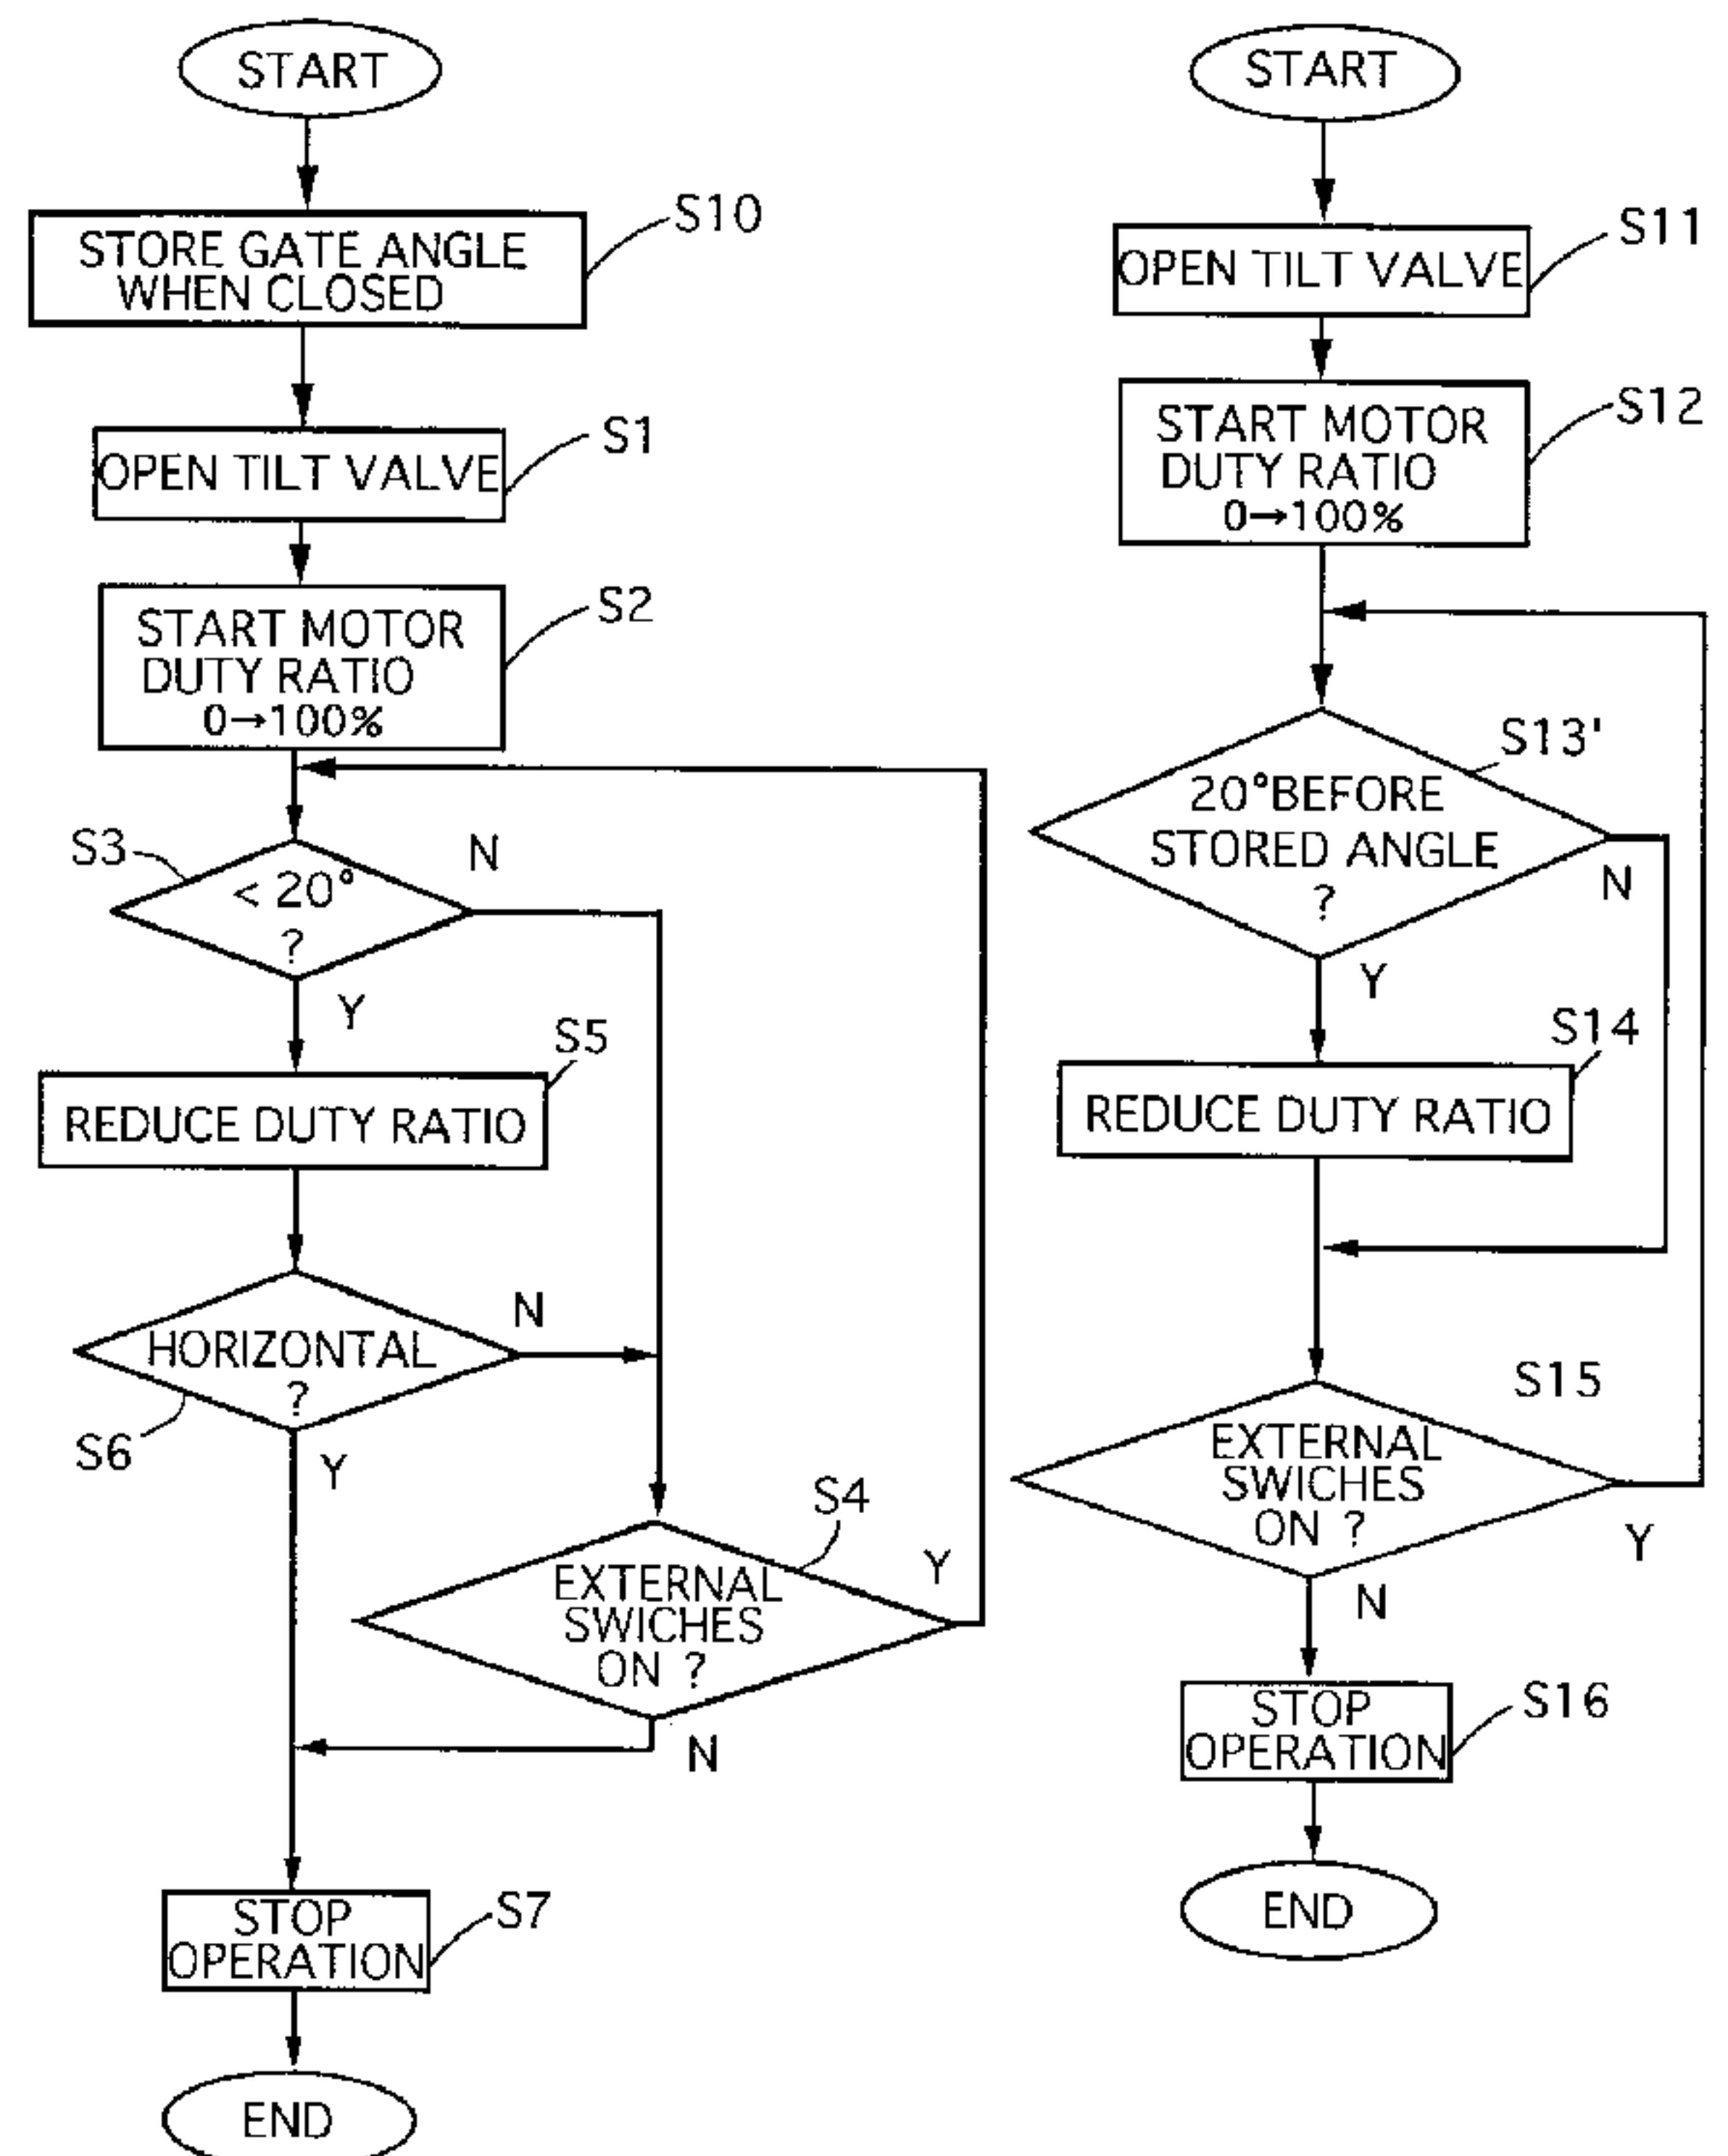 START
STORE GATE ANGLE
WHEN CLOSED
S10
OPEN TILT VALVE
S1
START MOTOR
DUTY RATIO
0→100%
S2
S3
< 20°
?
N
Y
S5
REDUCE DUTY RATIO
HORIZONTAL
?
N
S6
Y
S4
EXTERNAL
SWICHES
ON ?
Y
N
STOP
OPERATION
S7
END
START
S11
OPEN TILT VALVE
START MOTOR
DUTY RATIO
0→100%
S12
S13'
20°BEFORE
STORED ANGLE
?
N
Y
S14
REDUCE DUTY RATIO
S15
EXTERNAL
SWICHES
ON ?
Y
N
STOP
OPERATION
S16
END